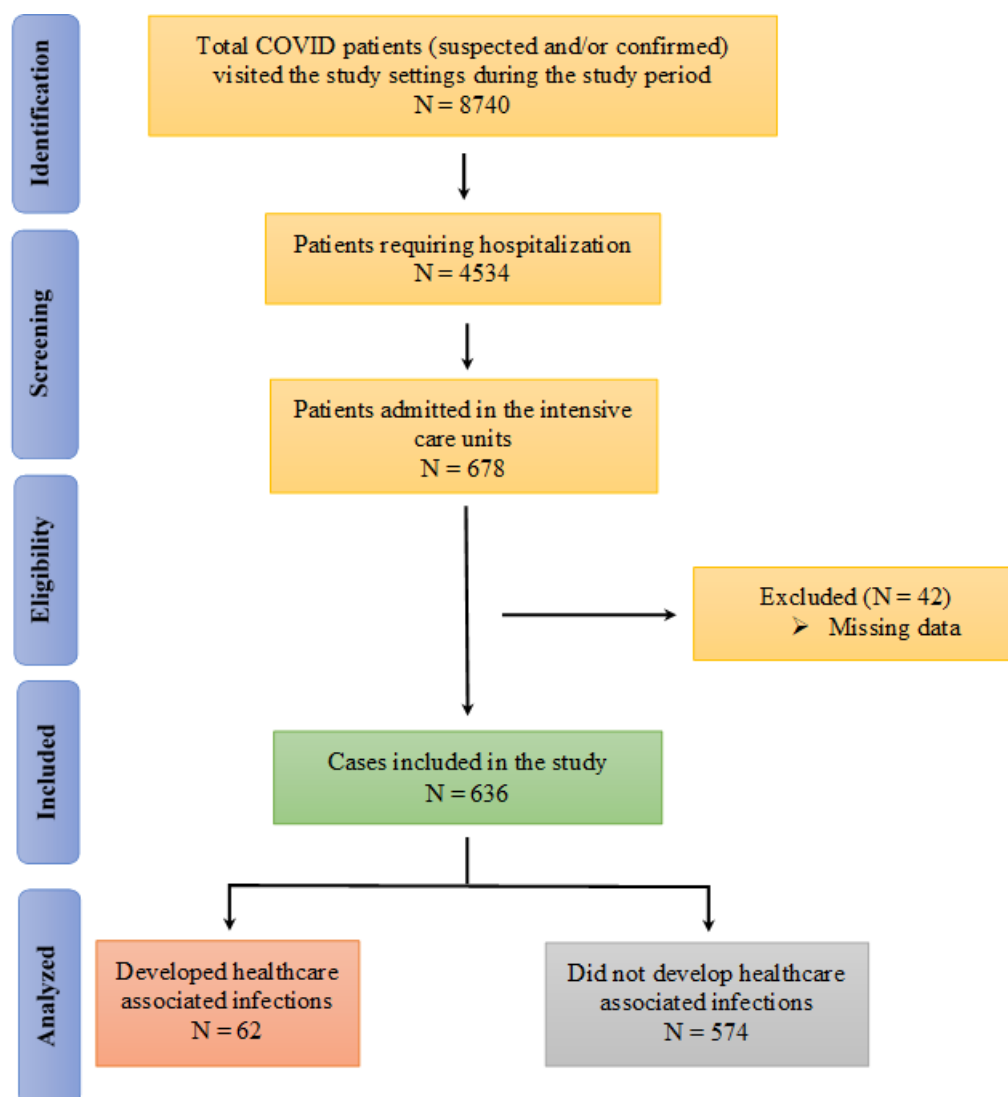 Identification
Total COVID patients (suspected and/or confirmed)
visited the study settings during the study period
N = 8740
Screening
Patients requiring hospitalization
N = 4534
Patients admitted in the intensive
care units
N = 678
Eligibility
Excluded (N = 42)
➢ Missing data
Included
Cases included in the study
N = 636
Analyzed
Developed healthcare
associated infections
N = 62
Did not develop healthcare
associated infections
N = 574